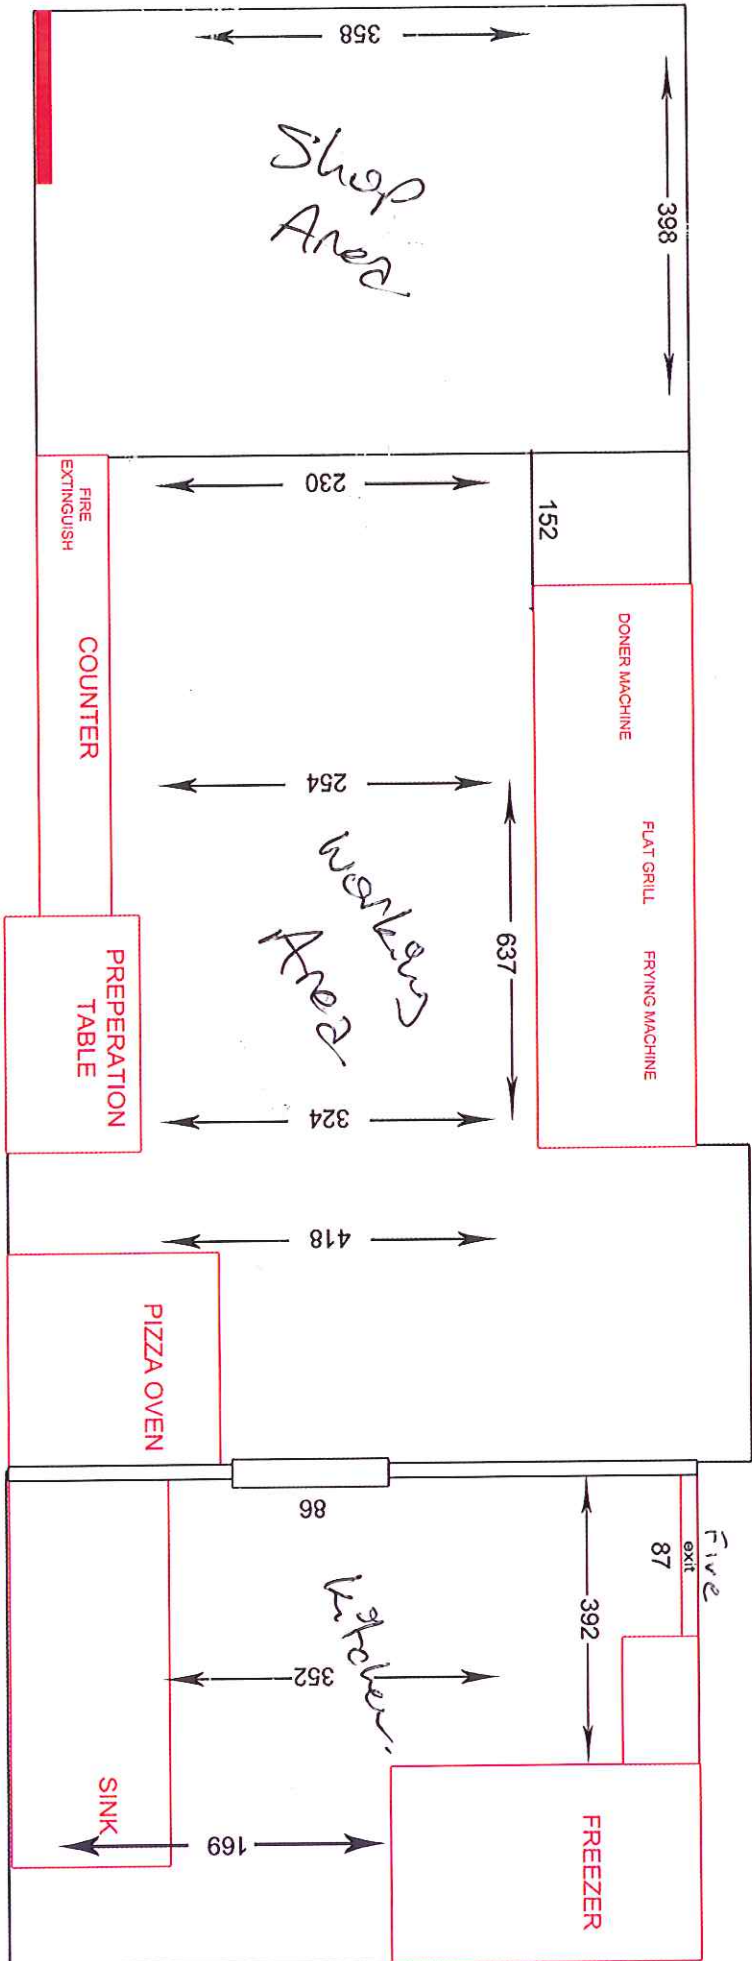 358
398
Shop
Area
230
152
FIRE
EXTINGUISH
COUNTER
DONER MACHINE
FLAT GRILL
FRYING MACHINE
254
637
Working
Area
324
PREPERATION
TABLE
418
PIZZA OVEN
86
Fire
exit
87
392
Kitchen.
352
SINK
169
FREEZER